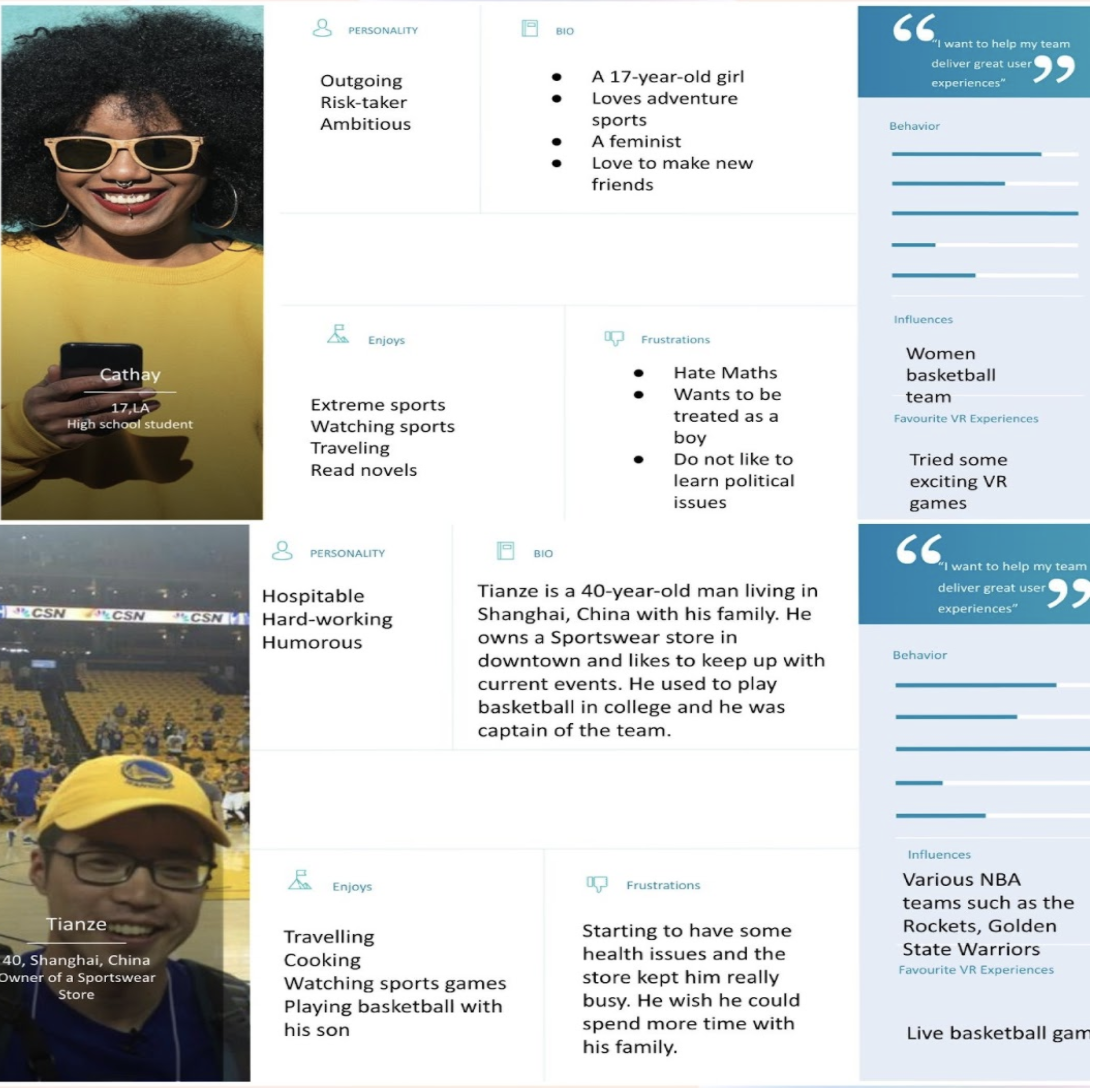 PERSONALITY
Outgoing
Risk-taker
Ambitious
BIO
● A 17-year-old girl
● Loves adventure
sports
● A feminist
● Love to make new
friends
“I want to help my team
deliver great user
experiences”
Behavior
Cathay
17,LA
High school student
Enjoys
Extreme sports
Watching sports
Traveling
Read novels
Frustrations
● Hate Maths
● Wants to be
treated as a
boy
● Do not like to
learn political
issues
Influences
Women
basketball
team
Favourite VR Experiences
Tried some
exciting VR
games
CSN CSN CSN
PERSONALITY
Hospitable
Hard-working
Humorous
BIO
Tianze is a 40-year-old man living in
Shanghai, China with his family. He
owns a Sportswear store in
downtown and likes to keep up with
current events. He used to play
basketball in college and he was
captain of the team.
“I want to help my team
deliver great user
experiences”
Behavior
Tianze
40, Shanghai, China
Owner of a Sportswear
Store
Enjoys
Travelling
Cooking
Watching sports games
Playing basketball with
his son
Frustrations
Starting to have some
health issues and the
store kept him really
busy. He wish he could
spend more time with
his family.
Influences
Various NBA
teams such as the
Rockets, Golden
State Warriors
Favourite VR Experiences
Live basketball gam